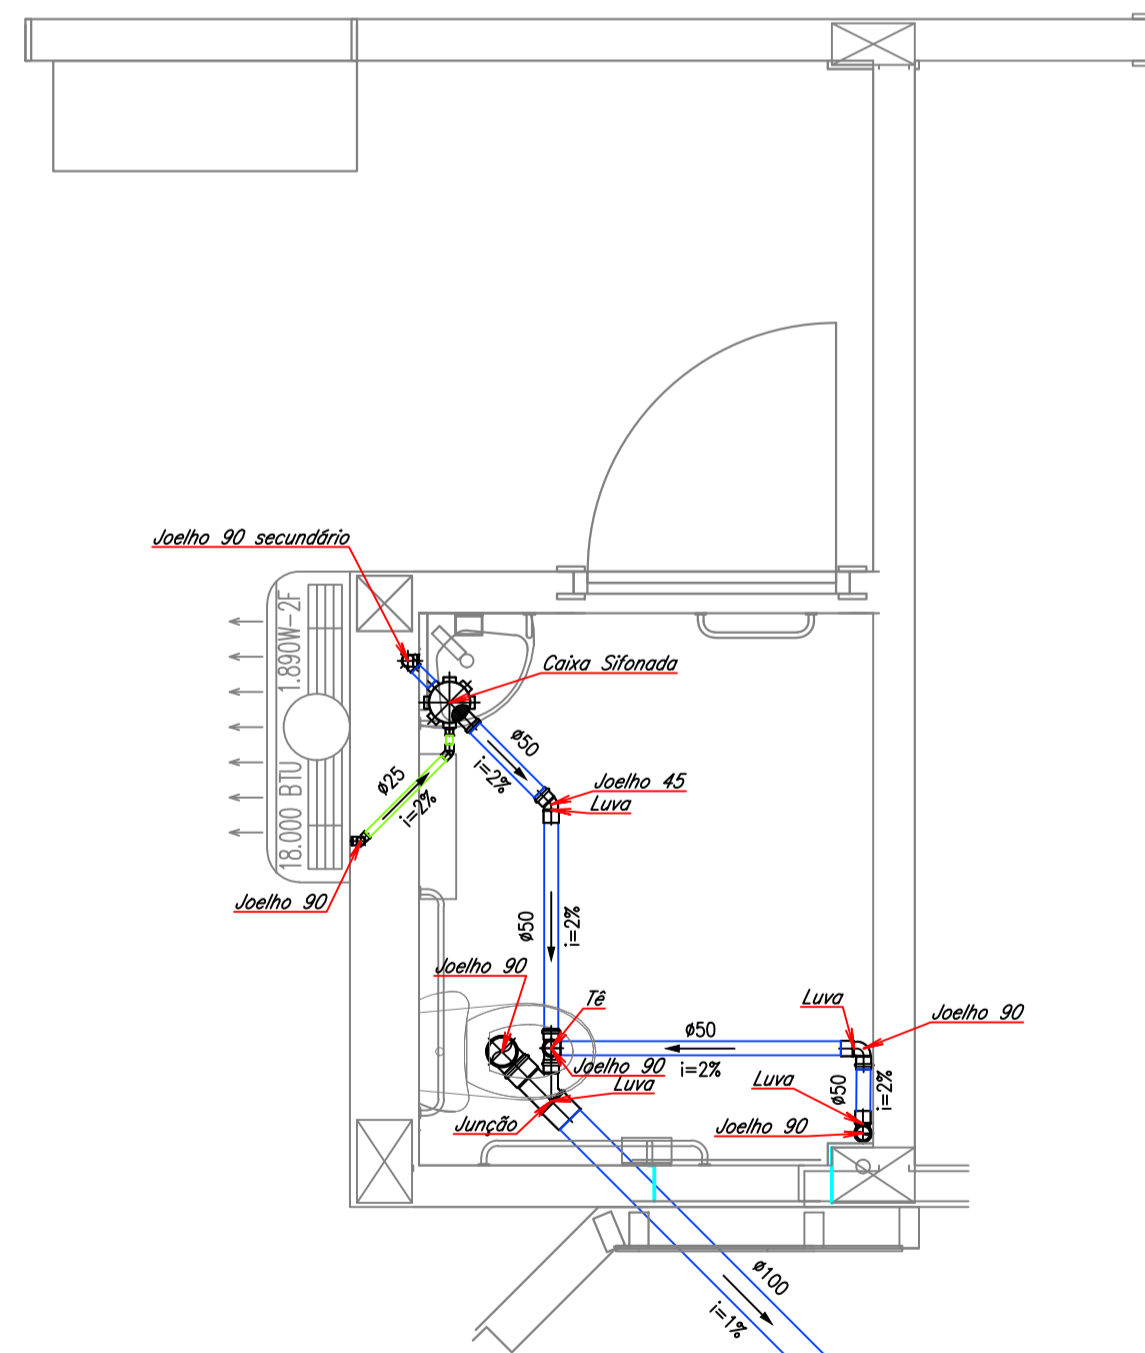 Joelho 90 secundário
1.890W-2F
18.000 BTU
Caixa Sifonada
ø50
i=2%
ø25
i=2%
Joelho 45
Luva
Joelho 90
ø50
i=2%
Joelho 90
Tê
Luva
Joelho 90
ø50
i=2%
Joelho 90
Luva
Luva
ø50
i=2%
Junção
Joelho 90
ø100
i=1%